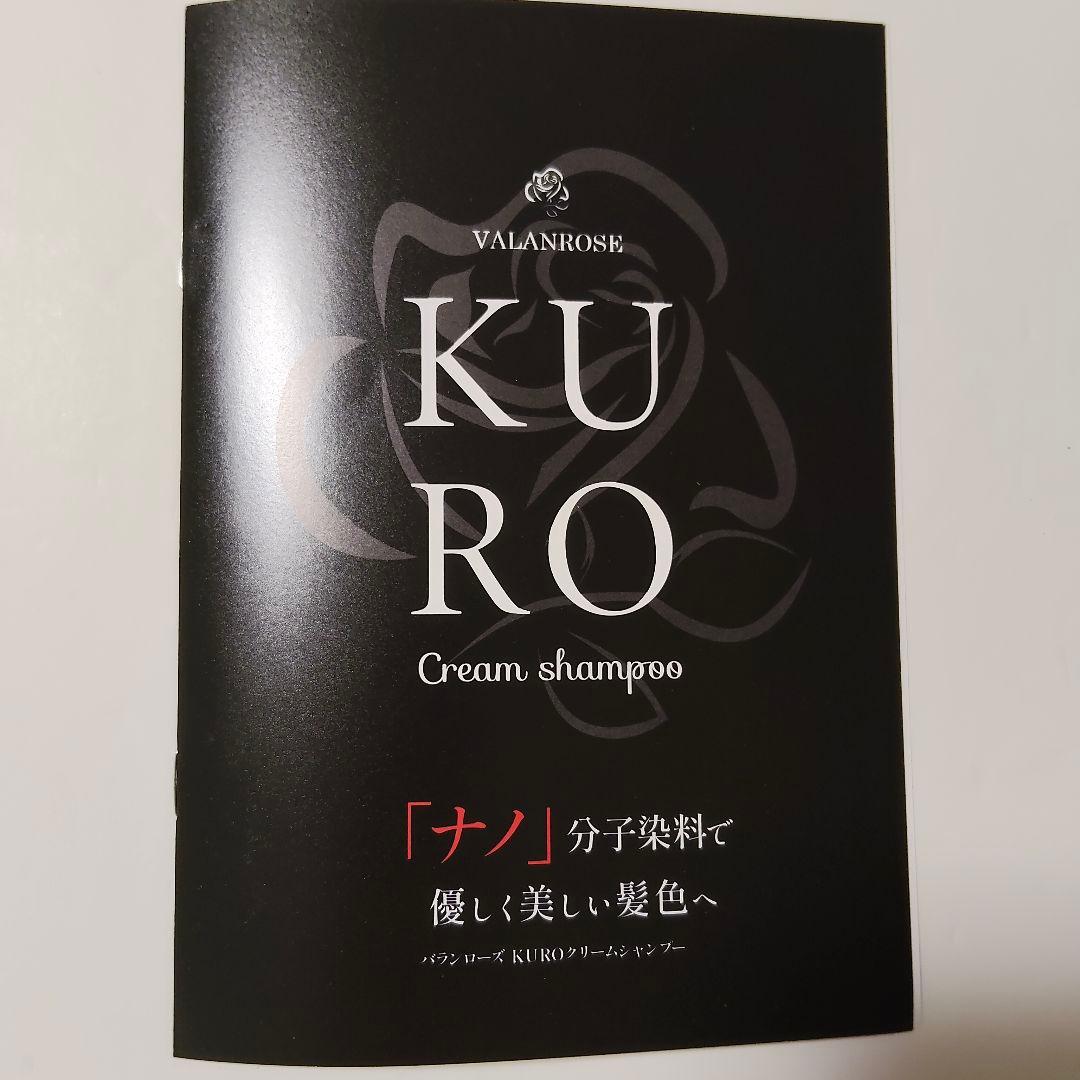 VALANROSE
KU
RO
Cream shampoo
「ナノ」分子染料で
優しく美しい髪色へ
バランローズ KUROクリームシャンプー